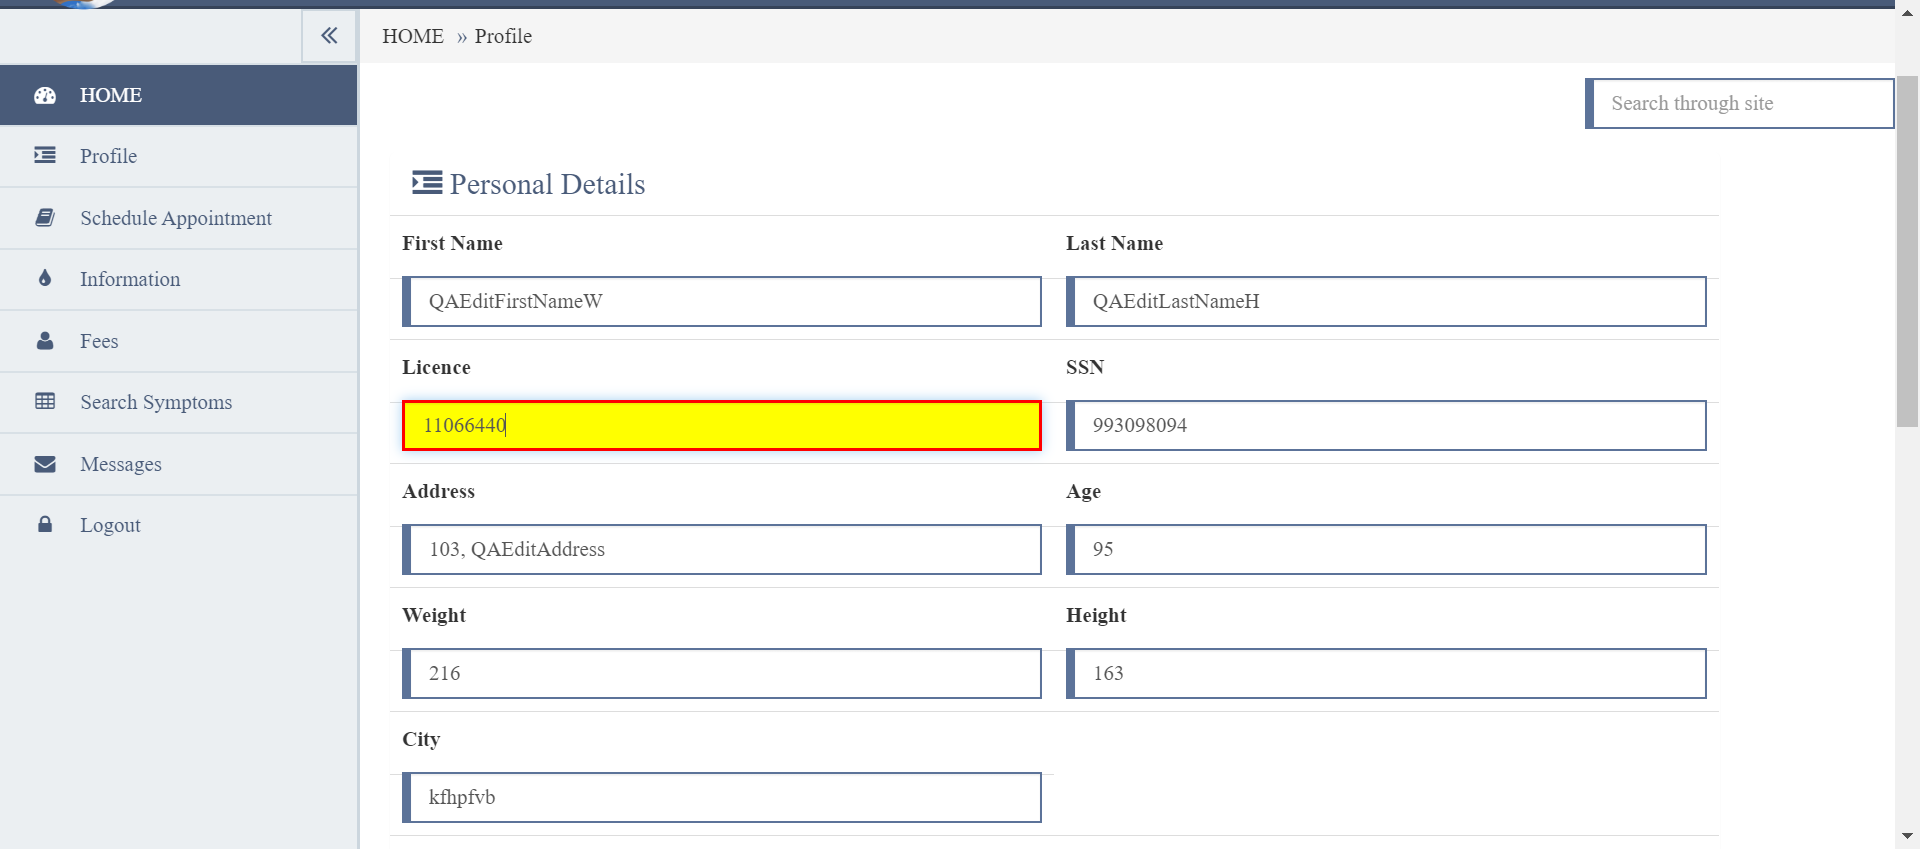 HOME » Profile
HOME
Profile
Schedule Appointment
Information
Fees
Search Symptoms
Messages
Logout
Search through site
Personal Details
First Name
Last Name
QAEditFirstNameW
QAEditLastNameH
Licence
SSN
11066440
993098094
Address
Age
103, QAEditAddress
95
Weight
Height
216
163
City
kfhpfvb